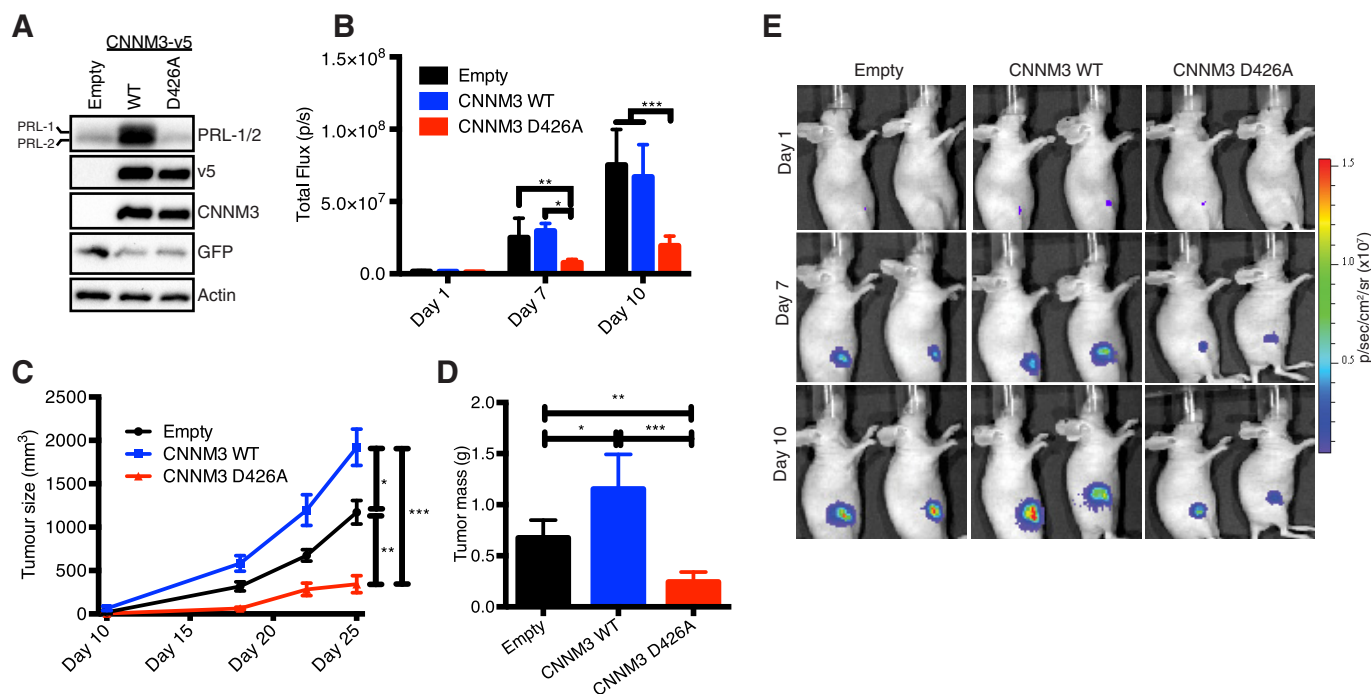 A
CNNM3-v5
Empty
WT
D426A
PRL-1
PRL-2
PRL-1/2
v5
CNNM3
GFP
Actin
B
Total Flux (p/s)
1.5×10⁸
1.0×10⁸
5.0×10⁷
0.0
Empty
CNNM3 WT
CNNM3 D426A
**
*
***
Day 1
Day 7
Day 10
C
Tumour size (mm³)
2500
2000
1500
1000
500
0
Empty
CNNM3 WT
CNNM3 D426A
*
**
***
Day 10
Day 15
Day 20
Day 25
D
Tumor mass (g)
2.0
1.5
1.0
0.5
0.0
**
*
***
Empty
CNNM3 WT
CNNM3 D426A
E
Empty
CNNM3 WT
CNNM3 D426A
Day 1
Day 7
Day 10
1.5
1.0
0.5
p/sec/cm²/sr (x10⁷)